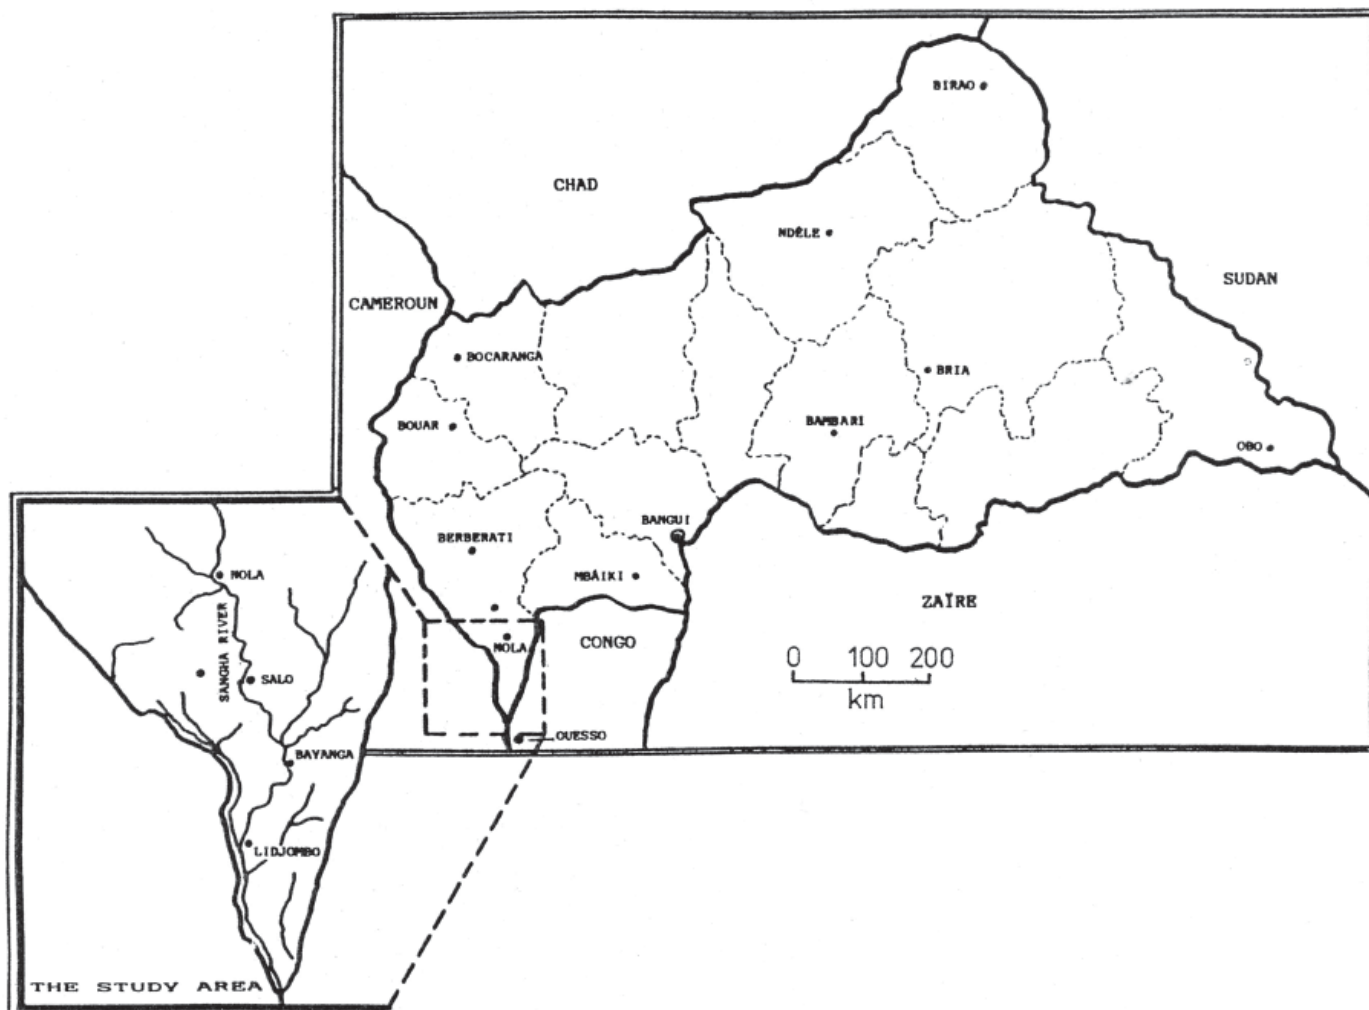 BIRAO
CHAD
NDÉLE
SUDAN
CAMEROUN
BOCARANGA
BRIA
BOUAR
BAMBARI
OBO
BANGUI
BERBERATI
MBÂIKI
ZAÏRE
NOLA
CONGO
0 100 200
km
OUESSO
NOLA
SANGHA RIVER
SALO
BAYANGA
LIDJOMBO
THE STUDY AREA